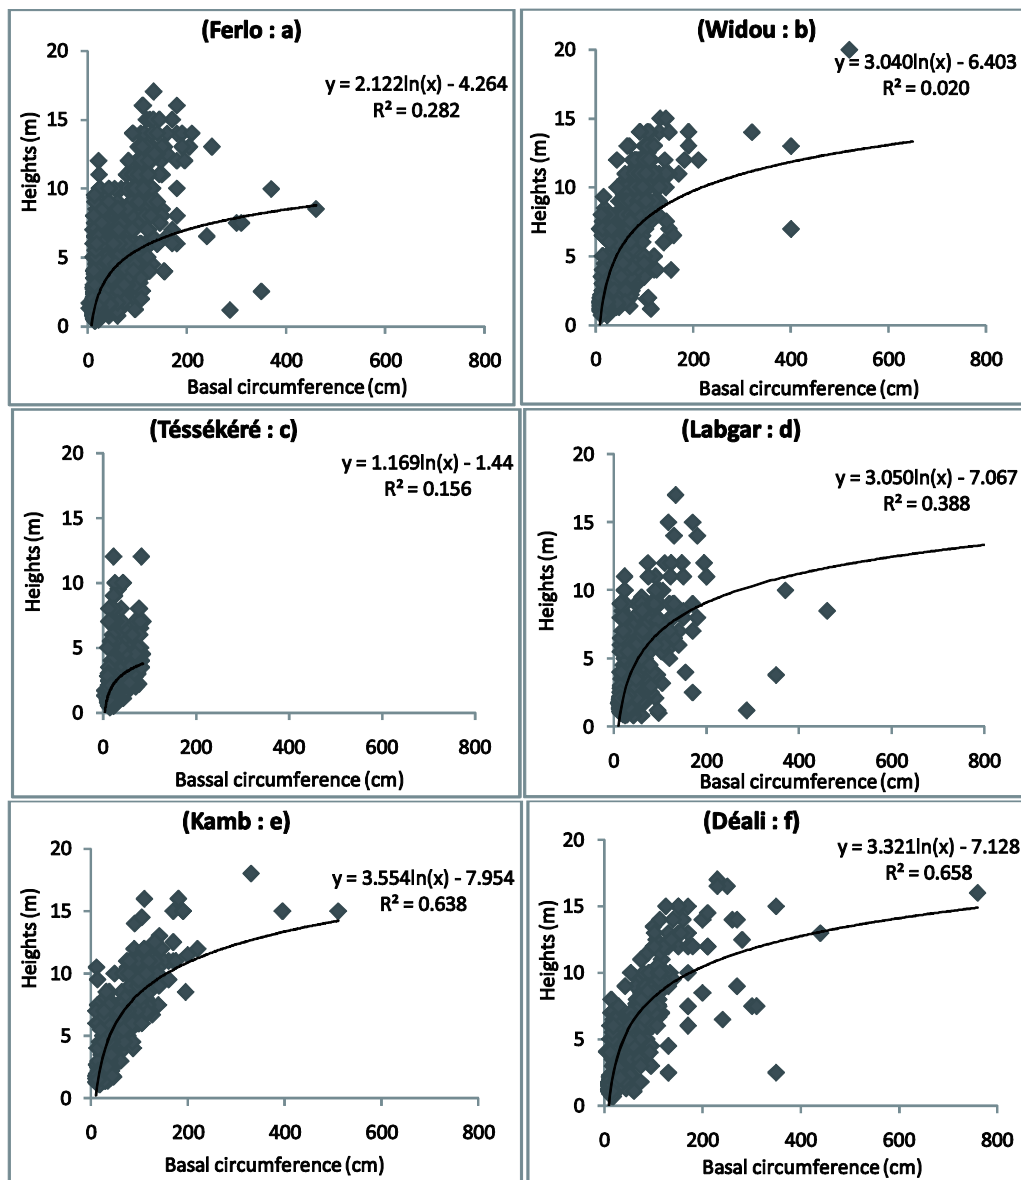 (Ferlo : a)
y = 2.122ln(x) - 4.264
R² = 0.282
Heights (m)
20
15
10
5
0
0 200 400 600 800
Basal circumference (cm)
(Widou : b)
y = 3.040ln(x) - 6.403
R² = 0.020
Heights (m)
20
15
10
5
0
0 200 400 600 800
Basal circumference (cm)
(Téssékéré : c)
y = 1.169ln(x) - 1.44
R² = 0.156
Heights (m)
20
15
10
5
0
0 200 400 600 800
Bassal circumference (cm)
(Labgar : d)
y = 3.050ln(x) - 7.067
R² = 0.388
Heights (m)
20
15
10
5
0
0 200 400 600 800
Basal circumference (cm)
(Kamb : e)
y = 3.554ln(x) - 7.954
R² = 0.638
Heights (m)
20
15
10
5
0
0 200 400 600 800
Basal circumference (cm)
(Déali : f)
y = 3.321ln(x) - 7.128
R² = 0.658
Heights (m)
20
15
10
5
0
0 200 400 600 800
Basal circumference (cm)